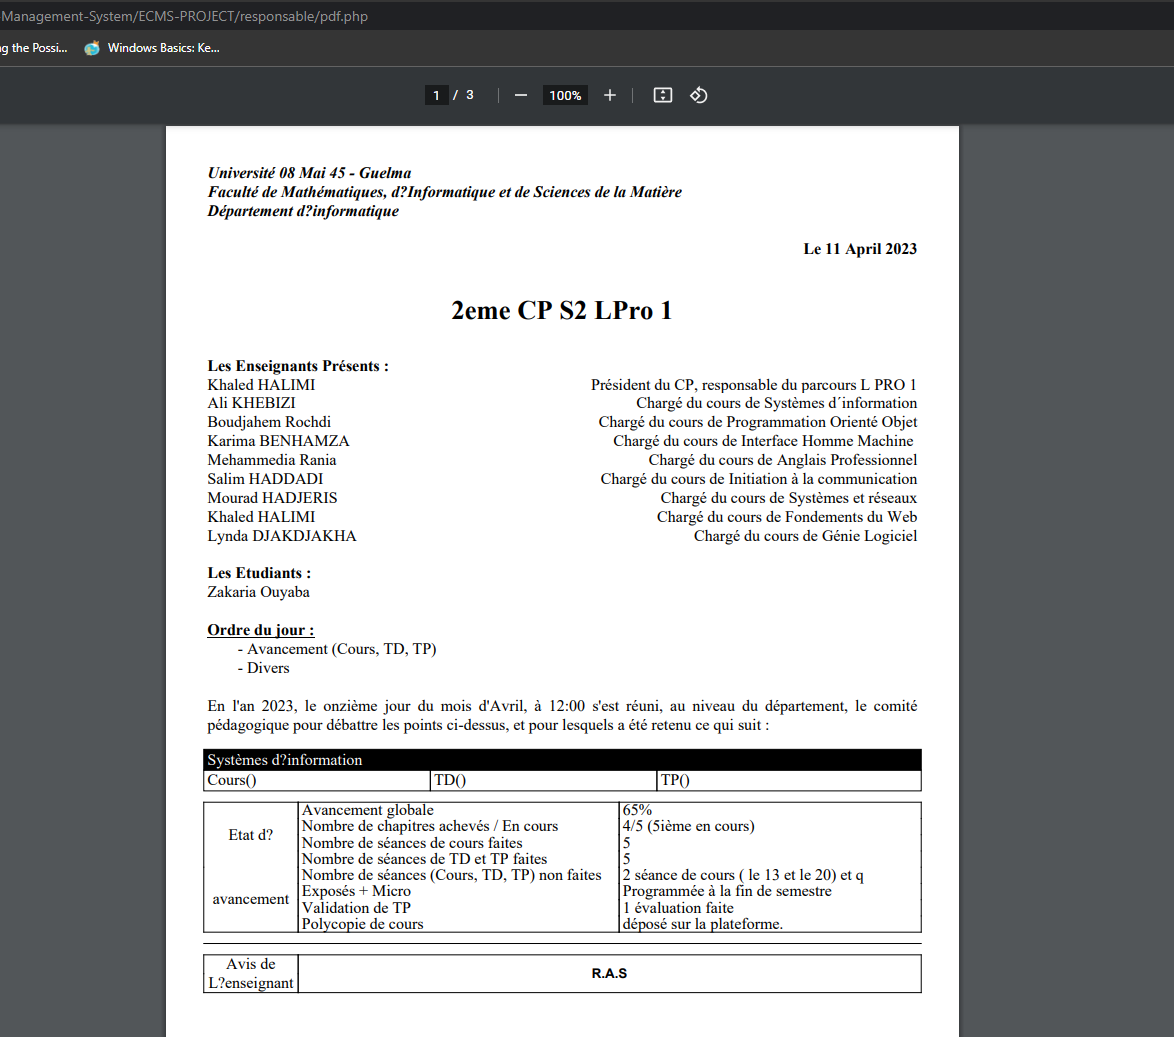 -Management-System/ECMS-PROJECT/responsable/pdf.php
g the Possi... Windows Basics: Ke...
1 / 3 100%
Université 08 Mai 45 - Guelma
Faculté de Mathématiques, d?Informatique et de Sciences de la Matière
Département d?informatique
Le 11 April 2023
2eme CP S2 LPro 1
Les Enseignants Présents :
Khaled HALIMI Président du CP, responsable du parcours L PRO 1
Ali KHEBIZI Chargé du cours de Systèmes d´information
Boudjahem Rochdi Chargé du cours de Programmation Orienté Objet
Karima BENHAMZA Chargé du cours de Interface Homme Machine
Mehammedia Rania Chargé du cours de Anglais Professionnel
Salim HADDADI Chargé du cours de Initiation à la communication
Mourad HADJERIS Chargé du cours de Systèmes et réseaux
Khaled HALIMI Chargé du cours de Fondements du Web
Lynda DJAKDJAKHA Chargé du cours de Génie Logiciel
Les Etudiants :
Zakaria Ouyaba
Ordre du jour :
- Avancement (Cours, TD, TP)
- Divers
En l'an 2023, le onzième jour du mois d'Avril, à 12:00 s'est réuni, au niveau du département, le comité
pédagogique pour débattre les points ci-dessus, et pour lesquels a été retenu ce qui suit :
Systèmes d?information
Cours() TD() TP()
Etat d?
avancement
Avancement globale 65%
Nombre de chapitres achevés / En cours 4/5 (5ième en cours)
Nombre de séances de cours faites 5
Nombre de séances de TD et TP faites 5
Nombre de séances (Cours, TD, TP) non faites 2 séance de cours ( le 13 et le 20) et q
Exposés + Micro Programmée à la fin de semestre
Validation de TP 1 évaluation faite
Polycopie de cours déposé sur la plateforme.
Avis de
L?enseignant
R.A.S